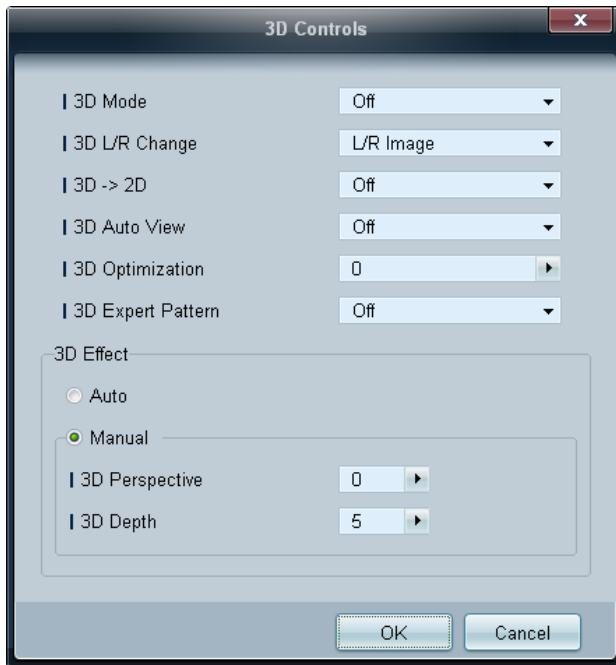 3D Controls
x
3D Mode Off
3D L/R Change L/R Image
3D -> 2D Off
3D Auto View Off
3D Optimization 0
3D Expert Pattern Off
3D Effect
Auto
Manual
3D Perspective 0
3D Depth 5
OK Cancel